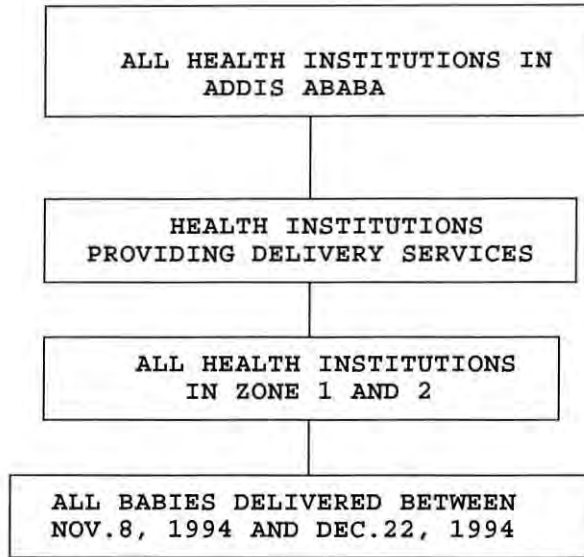 ALL HEALTH INSTITUTIONS IN
ADDIS ABABA
HEALTH INSTITUTIONS
PROVIDING DELIVERY SERVICES
ALL HEALTH INSTITUTIONS
IN ZONE 1 AND 2
ALL BABIES DELIVERED BETWEEN
NOV.8, 1994 AND DEC.22, 1994